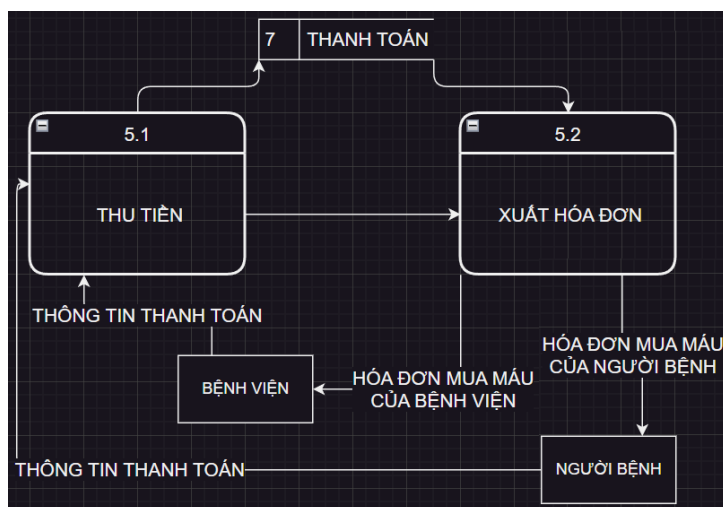 7 THANH TOÁN
5.1
5.2
THU TIỀN
XUẤT HÓA ĐƠN
THÔNG TIN THANH TOÁN
HÓA ĐƠN MUA MÁU
CỦA NGƯỜI BỆNH
BỆNH VIỆN
HÓA ĐƠN MUA MÁU
CỦA BỆNH VIỆN
THÔNG TIN THANH TOÁN
NGƯỜI BỆNH